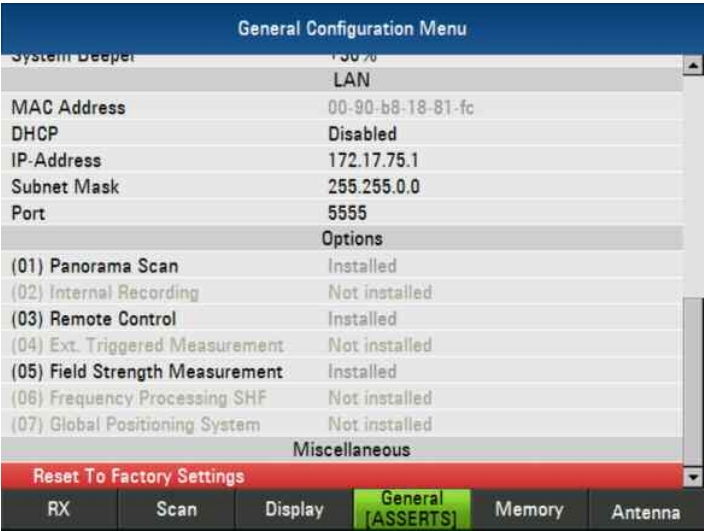 General Configuration Menu
System Beeper +50%
LAN
MAC Address 00-90-b8-18-81-fc
DHCP Disabled
IP-Address 172.17.75.1
Subnet Mask 255.255.0.0
Port 5555
Options
(01) Panorama Scan Installed
(02) Internal Recording Not installed
(03) Remote Control Installed
(04) Ext. Triggered Measurement Not installed
(05) Field Strength Measurement Installed
(06) Frequency Processing SHF Not installed
(07) Global Positioning System Not installed
Miscellaneous
Reset To Factory Settings
RX Scan Display General [ASSERTS] Memory Antenna